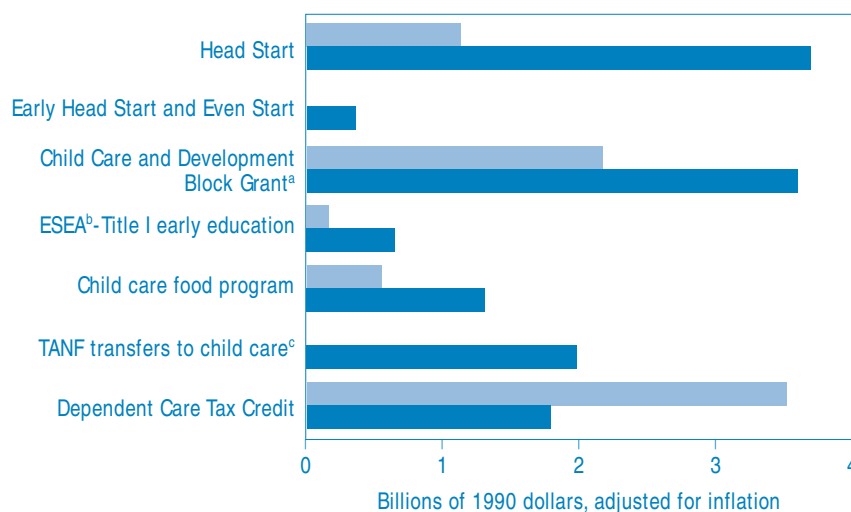 Head Start
Early Head Start and Even Start
Child Care and Development
Block Grantᵃ
ESEAᵇ-Title I early education
Child care food program
TANF transfers to child careᶜ
Dependent Care Tax Credit
0 1 2 3 4
Billions of 1990 dollars, adjusted for inflation